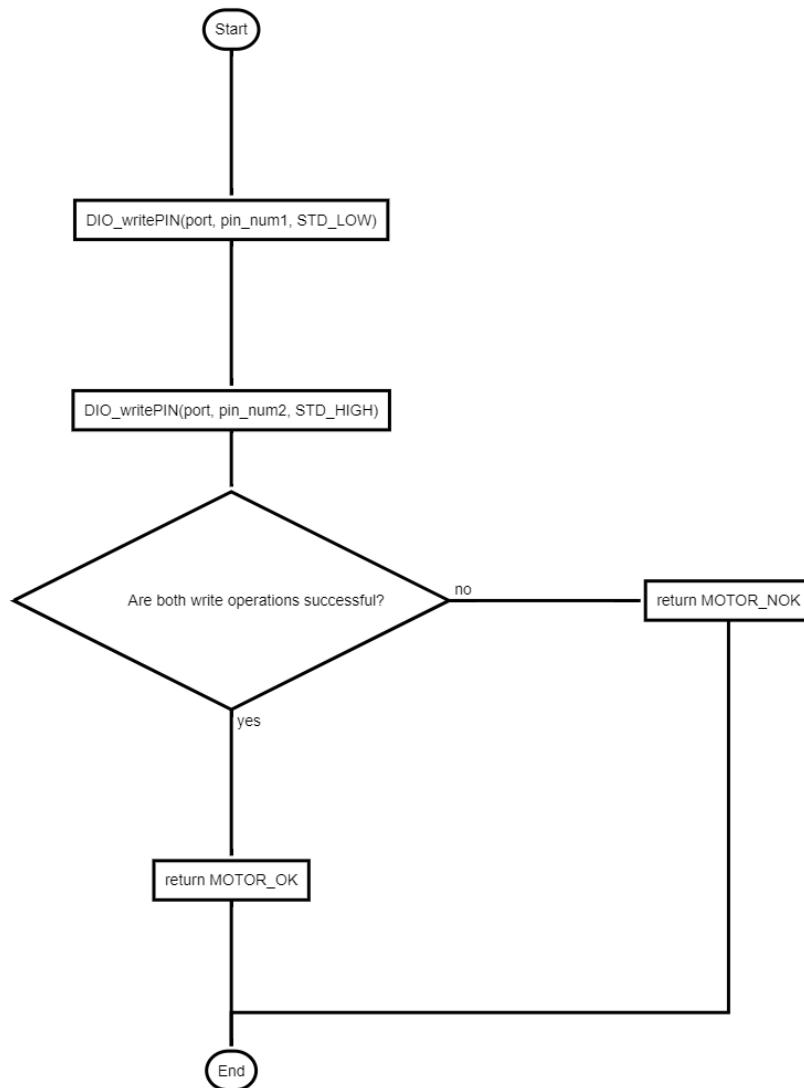 Start
DIO_writePIN(port, pin_num1, STD_LOW)
DIO_writePIN(port, pin_num2, STD_HIGH)
Are both write operations successful?
no
return MOTOR_NOK
yes
return MOTOR_OK
End